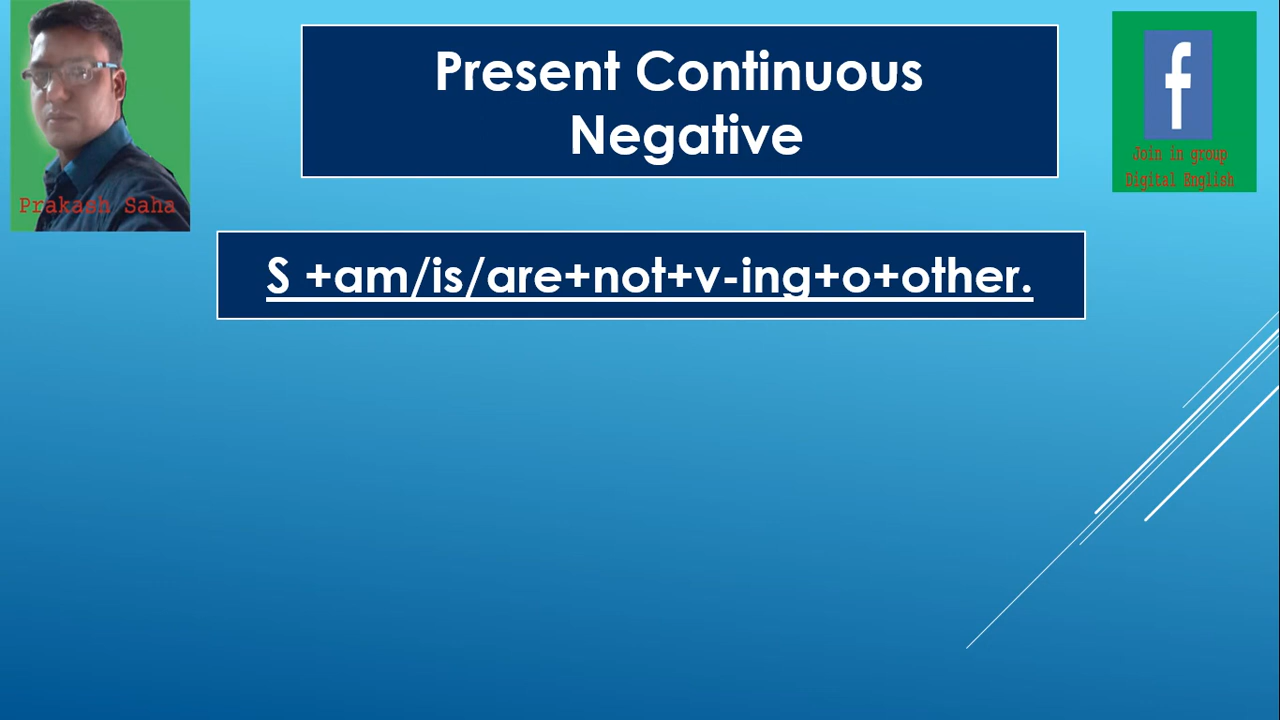 Present Continuous
Negative
f
Join in group
Digital English
Prakash Saha
S +am/is/are+not+v-ing+o+other.